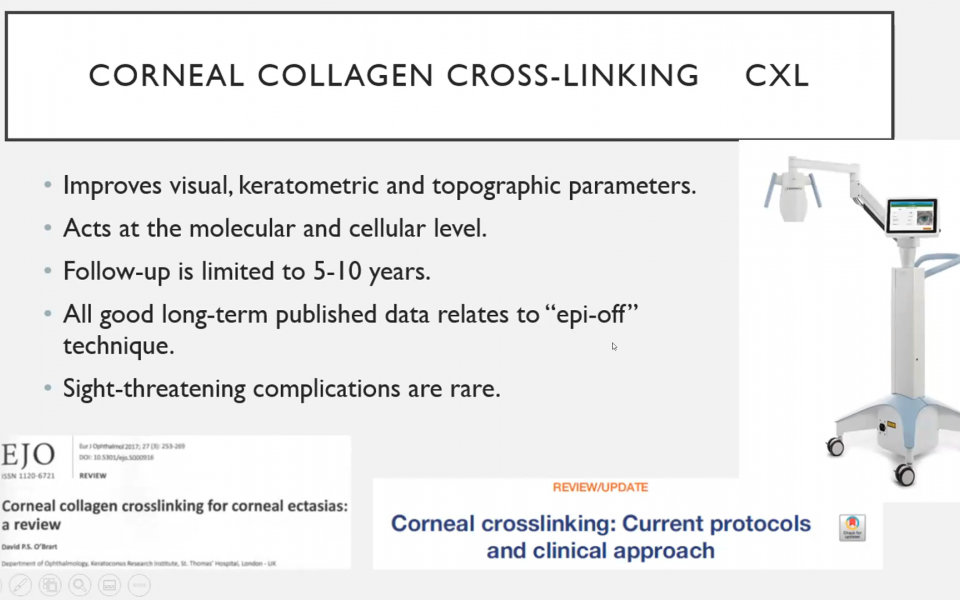 CORNEAL COLLAGEN CROSS-LINKING CXL
• Improves visual, keratometric and topographic parameters.
• Acts at the molecular and cellular level.
• Follow-up is limited to 5-10 years.
• All good long-term published data relates to “epi-off”
technique.
• Sight-threatening complications are rare.
EJO
ISSN 1120-6721
Eur J Ophthalmol 2017; 27 (3): 253-269
DOI: 10.5301/ejo.5000916
REVIEW
Corneal collagen crosslinking for corneal ectasias:
a review
David P.S. O’Brart
Department of Ophthalmology, Keratoconus Research Institute, St. Thomas’ Hospital, London - UK
REVIEW/UPDATE
Corneal crosslinking: Current protocols
and clinical approach
Check for
updates